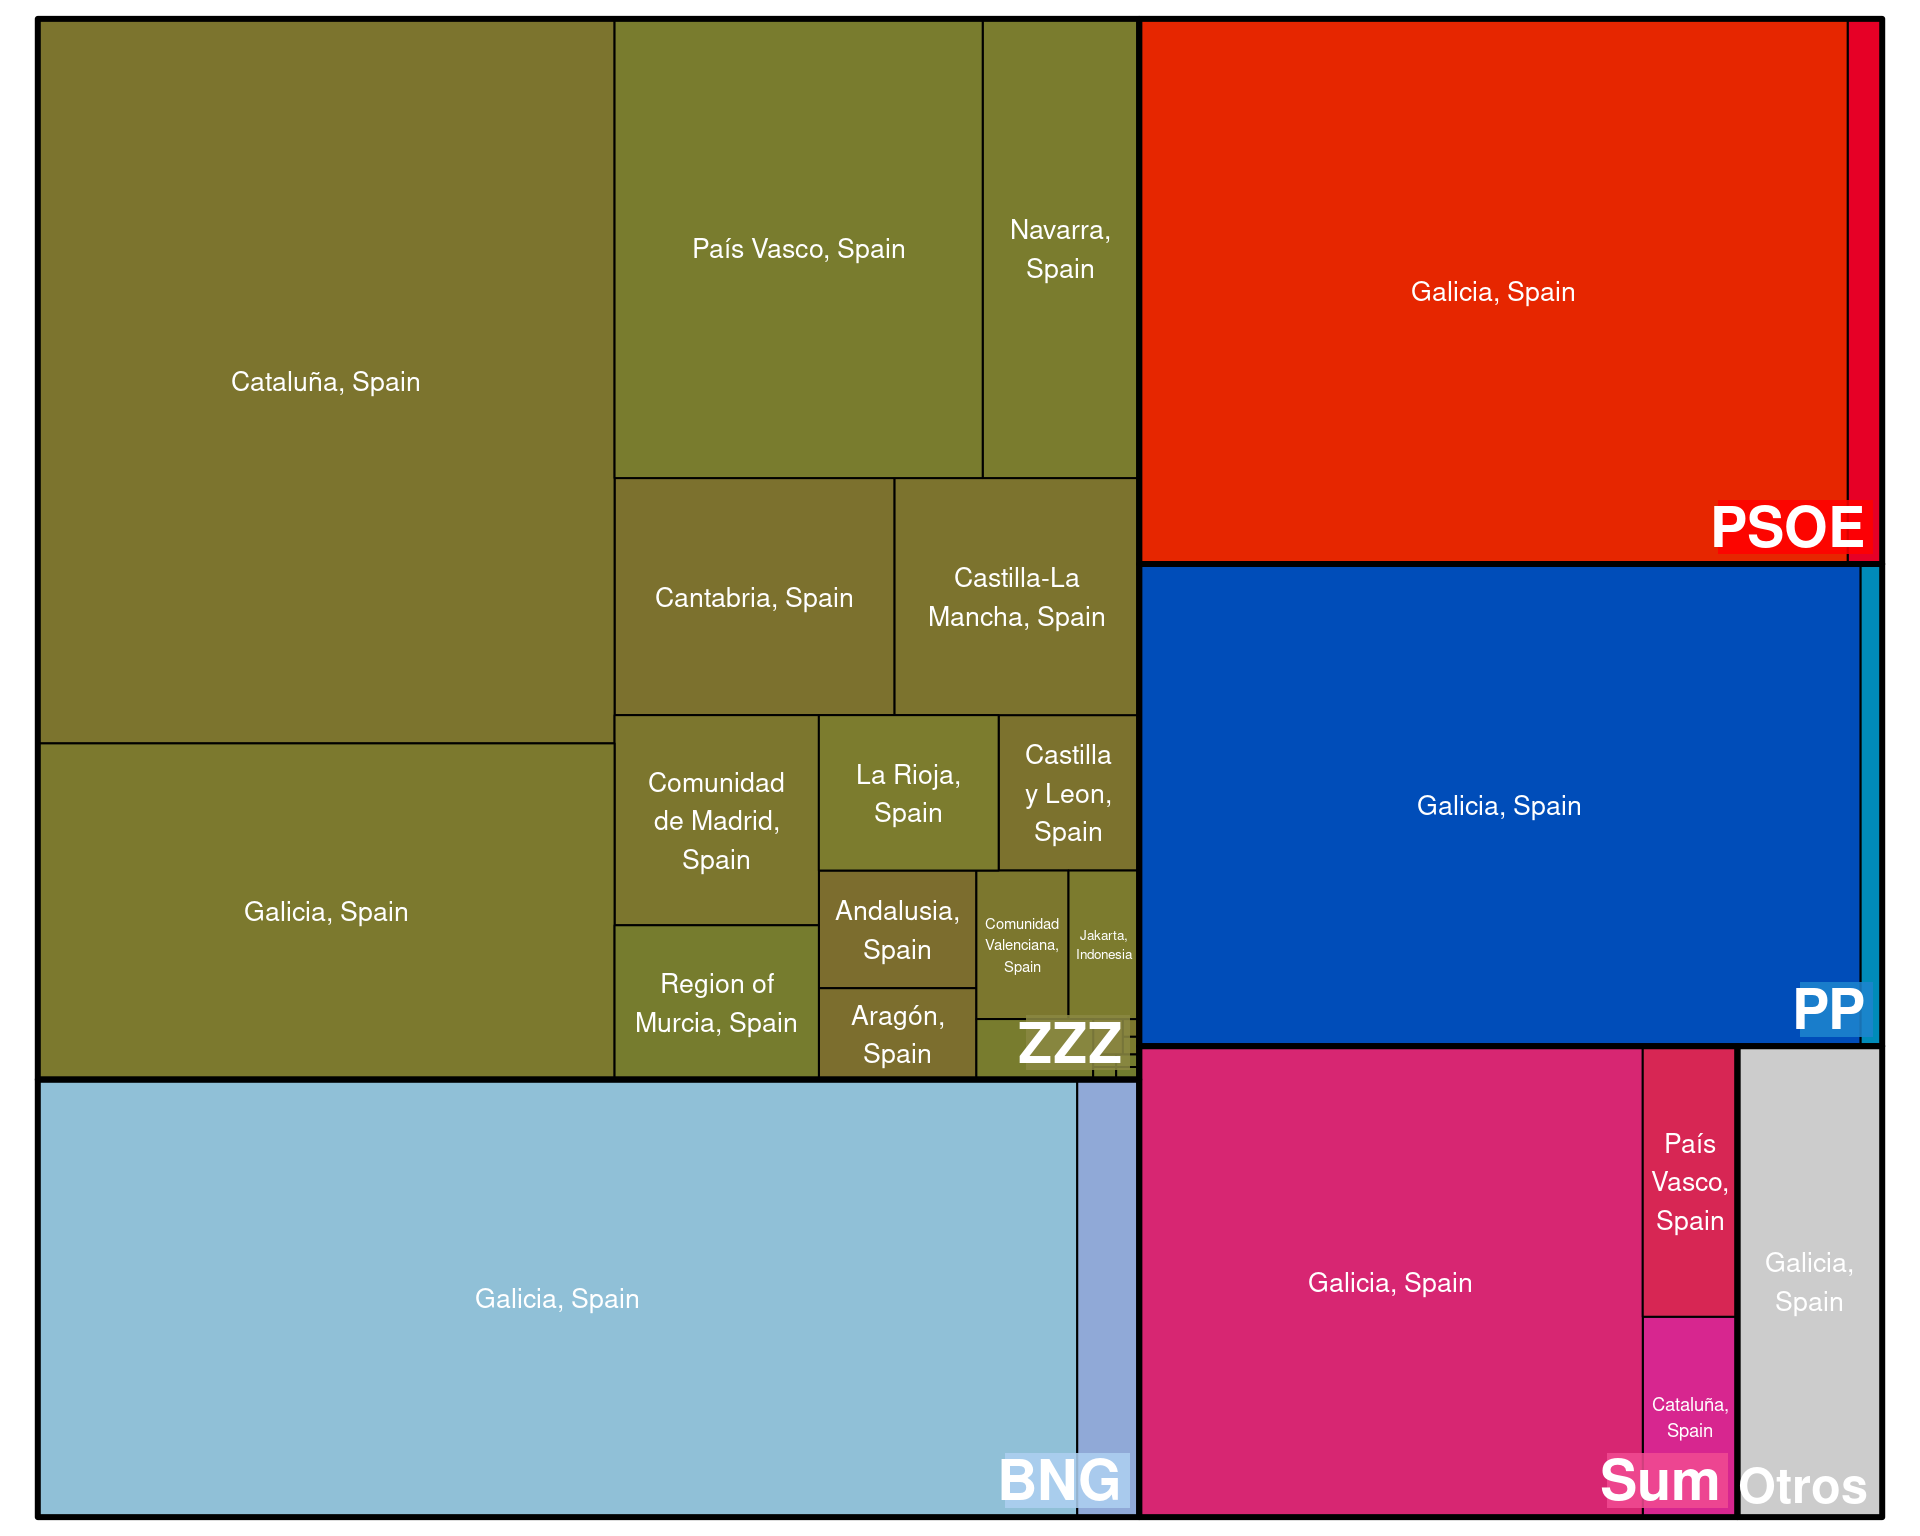 Cataluña, Spain
País Vasco, Spain
Navarra,
Spain
Cantabria, Spain
Castilla-La
Mancha, Spain
Galicia, Spain
Comunidad
de Madrid,
Spain
La Rioja,
Spain
Castilla
y Leon,
Spain
Region of
Murcia, Spain
Andalusia,
Spain
Aragón,
Spain
Comunidad
Valenciana,
Spain
Jakarta,
Indonesia
ZZZ
Galicia, Spain
BNG
Galicia, Spain
PSOE
Galicia, Spain
PP
Galicia, Spain
País
Vasco,
Spain
Cataluña,
Spain
Sum
Galicia,
Spain
Otros